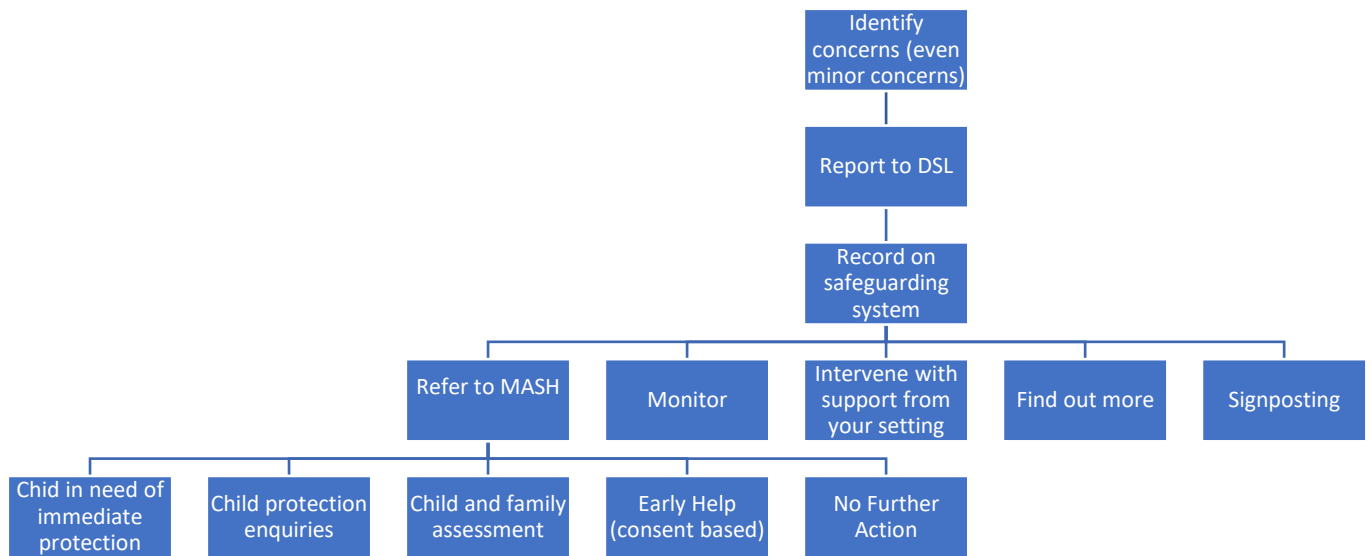 Identify
concerns (even
minor concerns)
Report to DSL
Record on
safeguarding
system
Refer to MASH
Monitor
Intervene with
support from
your setting
Find out more
Signposting
Chid in need of
immediate
protection
Child protection
enquiries
Child and family
assessment
Early Help
(consent based)
No Further
Action